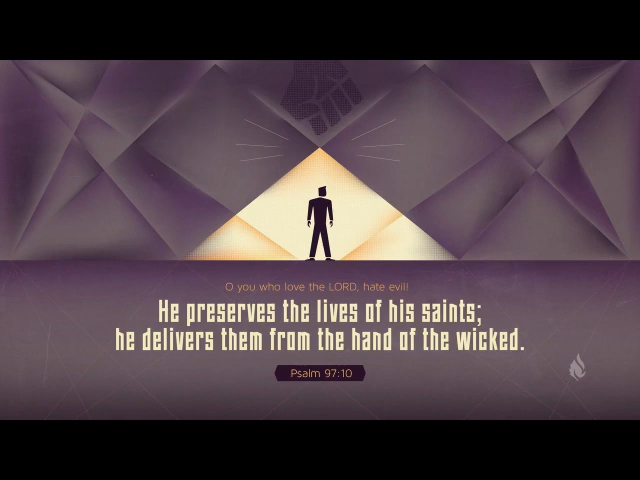 O you who love the LORD, hate evil!
He preserves the lives of his saints;
he delivers them from the hand of the wicked.
Psalm 97:10